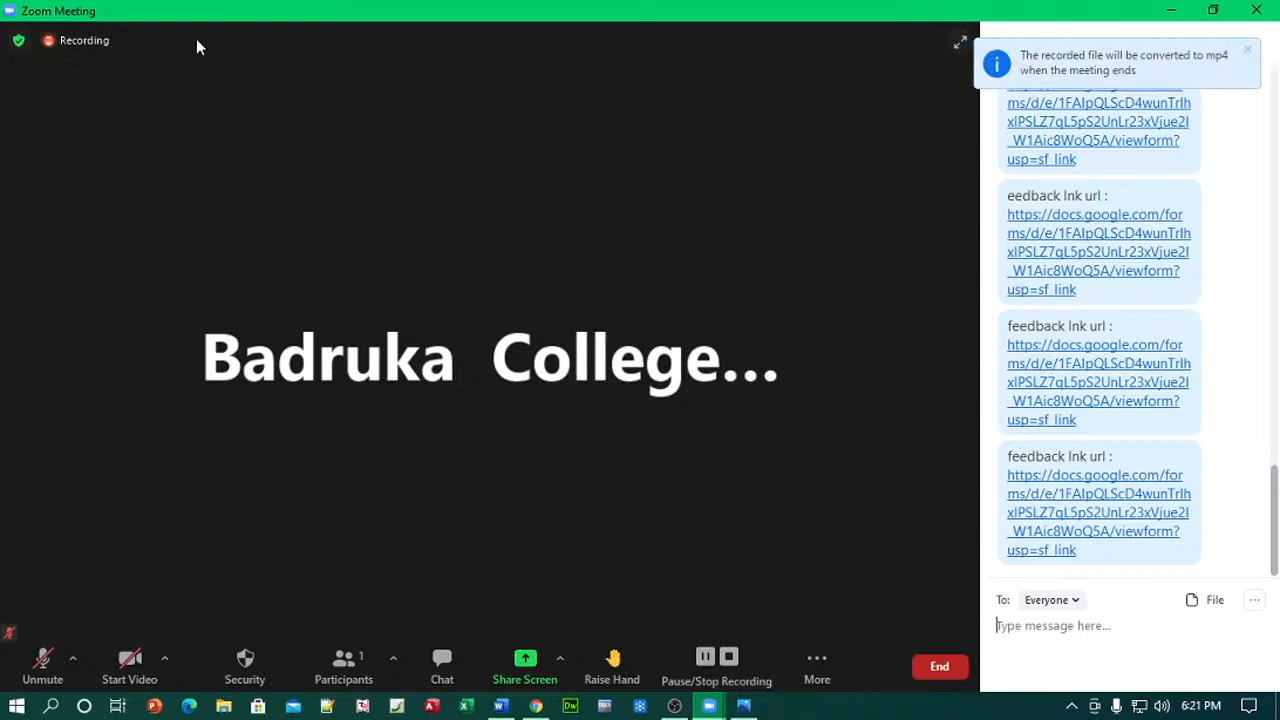 Zoom Meeting
Recording
The recorded file will be converted to mp4
when the meeting ends
ms/d/e/1FAIpQLScD4wunTrIh
xlPSLZ7qL5pS2UnLr23xVjue2I
_W1Aic8WoQ5A/viewform?
usp=sf_link
eedback lnk url :
https://docs.google.com/for
ms/d/e/1FAIpQLScD4wunTrIh
xlPSLZ7qL5pS2UnLr23xVjue2I
_W1Aic8WoQ5A/viewform?
usp=sf_link
feedback lnk url :
https://docs.google.com/for
ms/d/e/1FAIpQLScD4wunTrIh
xlPSLZ7qL5pS2UnLr23xVjue2I
_W1Aic8WoQ5A/viewform?
usp=sf_link
feedback lnk url :
https://docs.google.com/for
ms/d/e/1FAIpQLScD4wunTrIh
xlPSLZ7qL5pS2UnLr23xVjue2I
_W1Aic8WoQ5A/viewform?
usp=sf_link
Badruka College...
To: Everyone File
Type message here...
1
Unmute Start Video Security Participants Chat Share Screen Raise Hand Pause/Stop Recording More End
6:21 PM